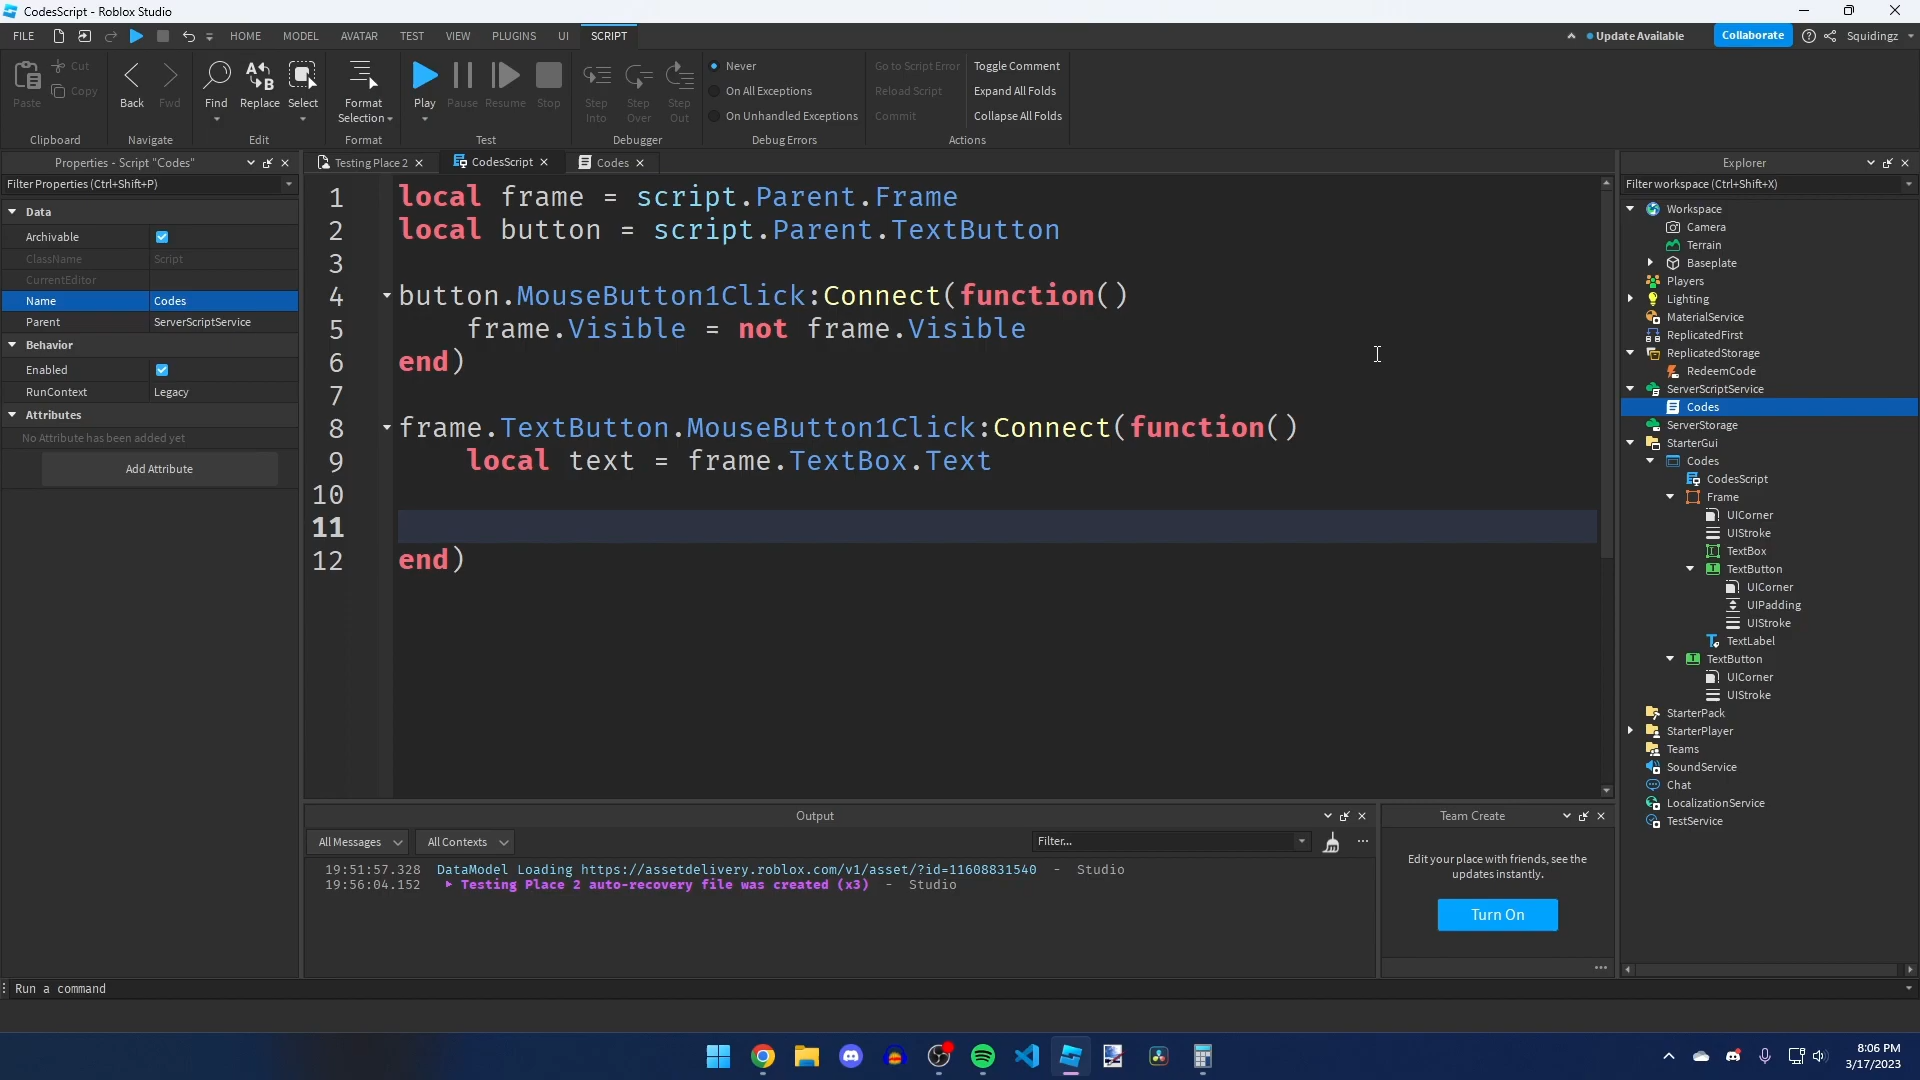 CodesScript - Roblox Studio
FILE HOME MODEL AVATAR TEST VIEW PLUGINS UI SCRIPT Update Available Collaborate Squidingz
Paste Cut Copy Back Fwd Find Replace Select Format Selection Play Pause Resume Stop Step Into Step Over Step Out
Never
On All Exceptions
On Unhandled Exceptions
Go to Script Error
Reload Script
Commit
Toggle Comment
Expand All Folds
Collapse All Folds
Clipboard Navigate Edit Format Test Debugger Debug Errors Actions
Properties - Script "Codes"
Filter Properties (Ctrl+Shift+P)
Data
Archivable
ClassName Script
CurrentEditor
Name Codes
Parent ServerScriptService
Behavior
Enabled
RunContext Legacy
Attributes
No Attribute has been added yet
Add Attribute
Testing Place 2 CodesScript Codes
1 local frame = script.Parent.Frame
2 local button = script.Parent.TextButton
3
4 button.MouseButton1Click:Connect(function()
5 frame.Visible = not frame.Visible
6 end)
7
8 frame.TextButton.MouseButton1Click:Connect(function()
9 local text = frame.TextBox.Text
10
11
12 end)
Output
All Messages All Contexts Filter...
19:51:57.328 DataModel Loading https://assetdelivery.roblox.com/v1/asset/?id=11608831540 - Studio
19:56:04.152 Testing Place 2 auto-recovery file was created (x3) - Studio
Team Create
Edit your place with friends, see the
updates instantly.
Turn On
Explorer
Filter workspace (Ctrl+Shift+X)
Workspace
Camera
Terrain
Baseplate
Players
Lighting
MaterialService
ReplicatedFirst
ReplicatedStorage
RedeemCode
ServerScriptService
Codes
ServerStorage
StarterGui
Codes
CodesScript
Frame
UICorner
UIStroke
TextBox
TextButton
UICorner
UIPadding
UIStroke
TextLabel
TextButton
UICorner
UIStroke
StarterPack
StarterPlayer
Teams
SoundService
Chat
LocalizationService
TestService
Run a command
8:06 PM
3/17/2023